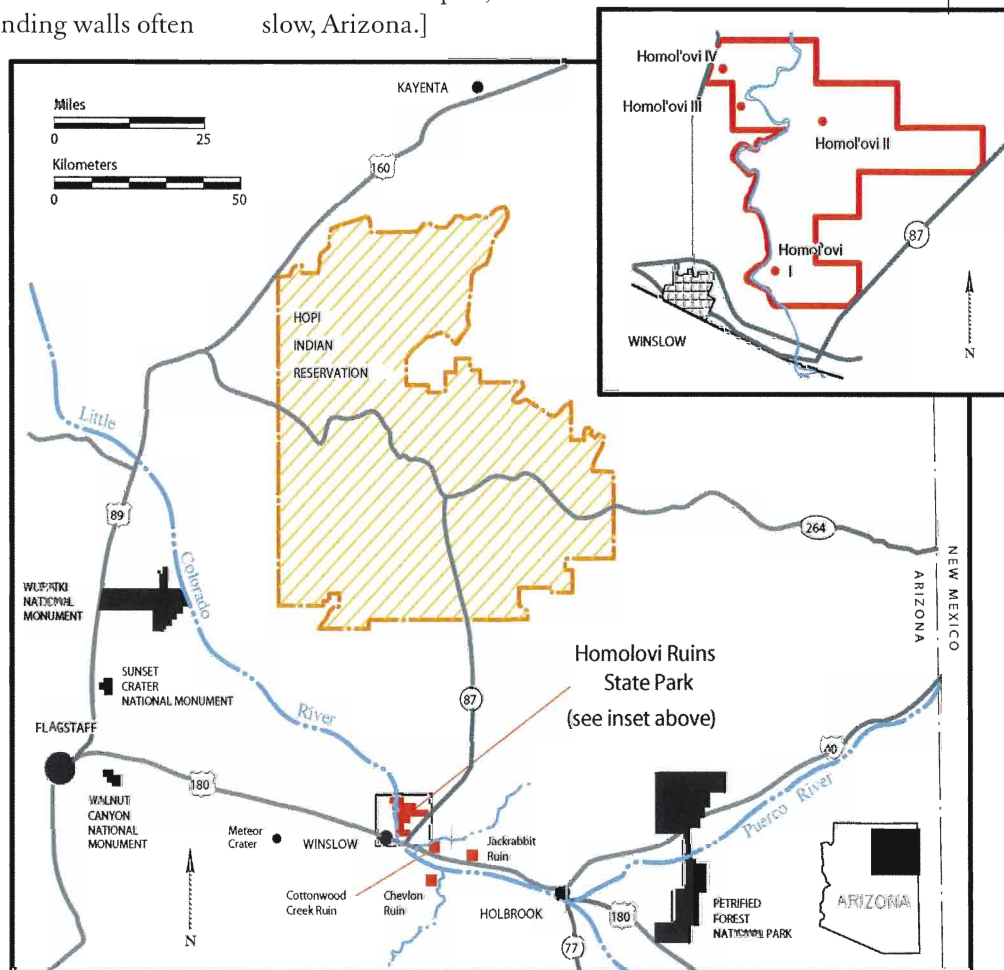 nding walls often
slow, Arizona.]
Homol'ovi IV
Homol'ovi III
Homol'ovi II
87
Homol'ovi
I
WINSLOW
N
KAYENTA
Miles
0 25
Kilometers
0 50
160
HOPI
INDIAN
RESERVATION
Little
89
Colorado
264
NEW MEXICO
ARIZONA
WUPATKI
NATIONAL
MONUMENT
Homolovi Ruins
State Park
(see inset above)
SUNSET
CRATER
NATIONAL MONUMENT
87
River
FLAGSTAFF
40
180
Puerco River
WALNUT
CANYON
NATIONAL
MONUMENT
Meteor
Crater
WINSLOW
Jackrabbit
Ruin
Cottonwood
Creek Ruin
Chevlon
Ruin
HOLBROOK
180
PETRIFIED
FOREST
NATIONAL PARK
ARIZONA
N
77